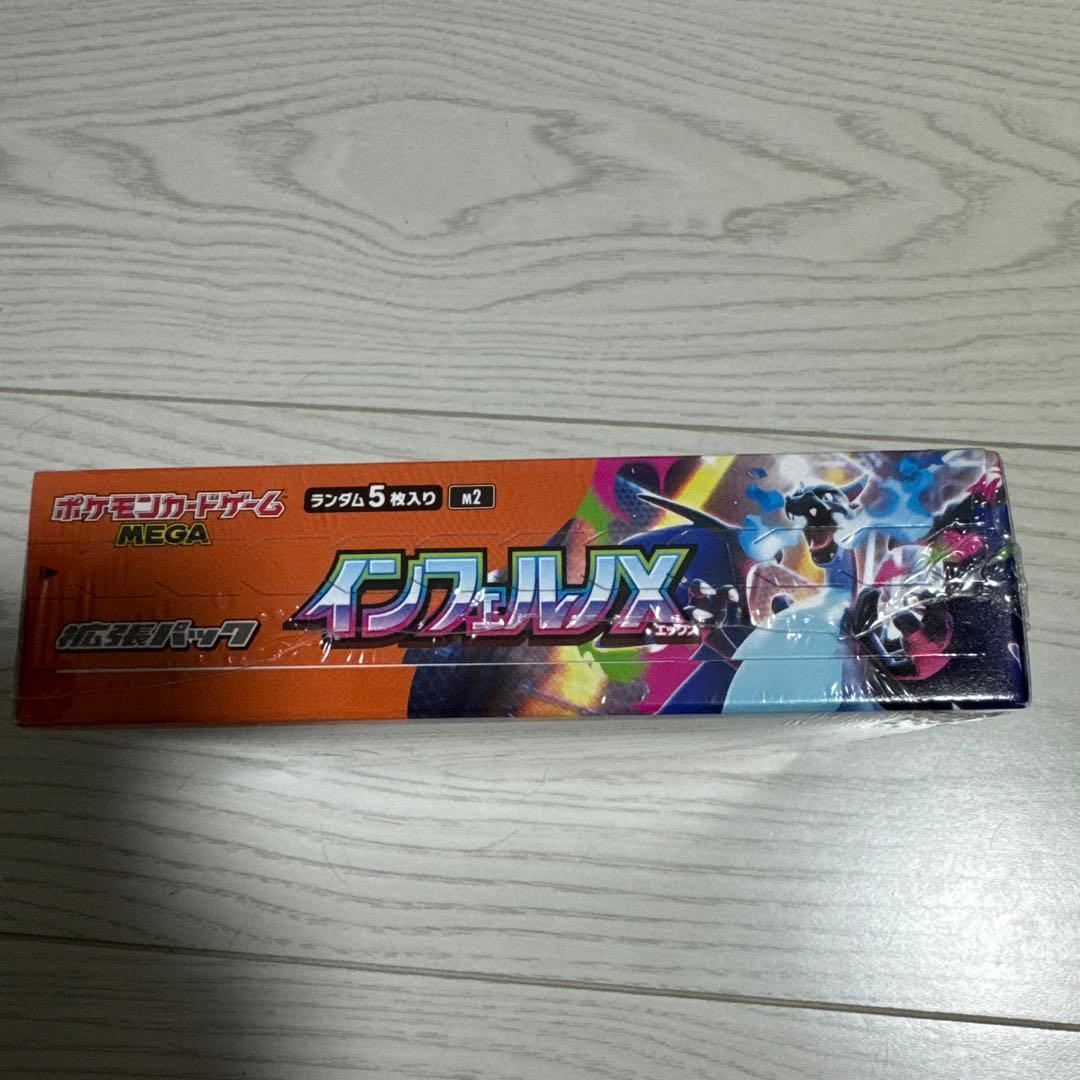 ポケモンカードゲーム
MEGA
ランダム5枚入り
M2
インフェルノX
エックス
拡張パック